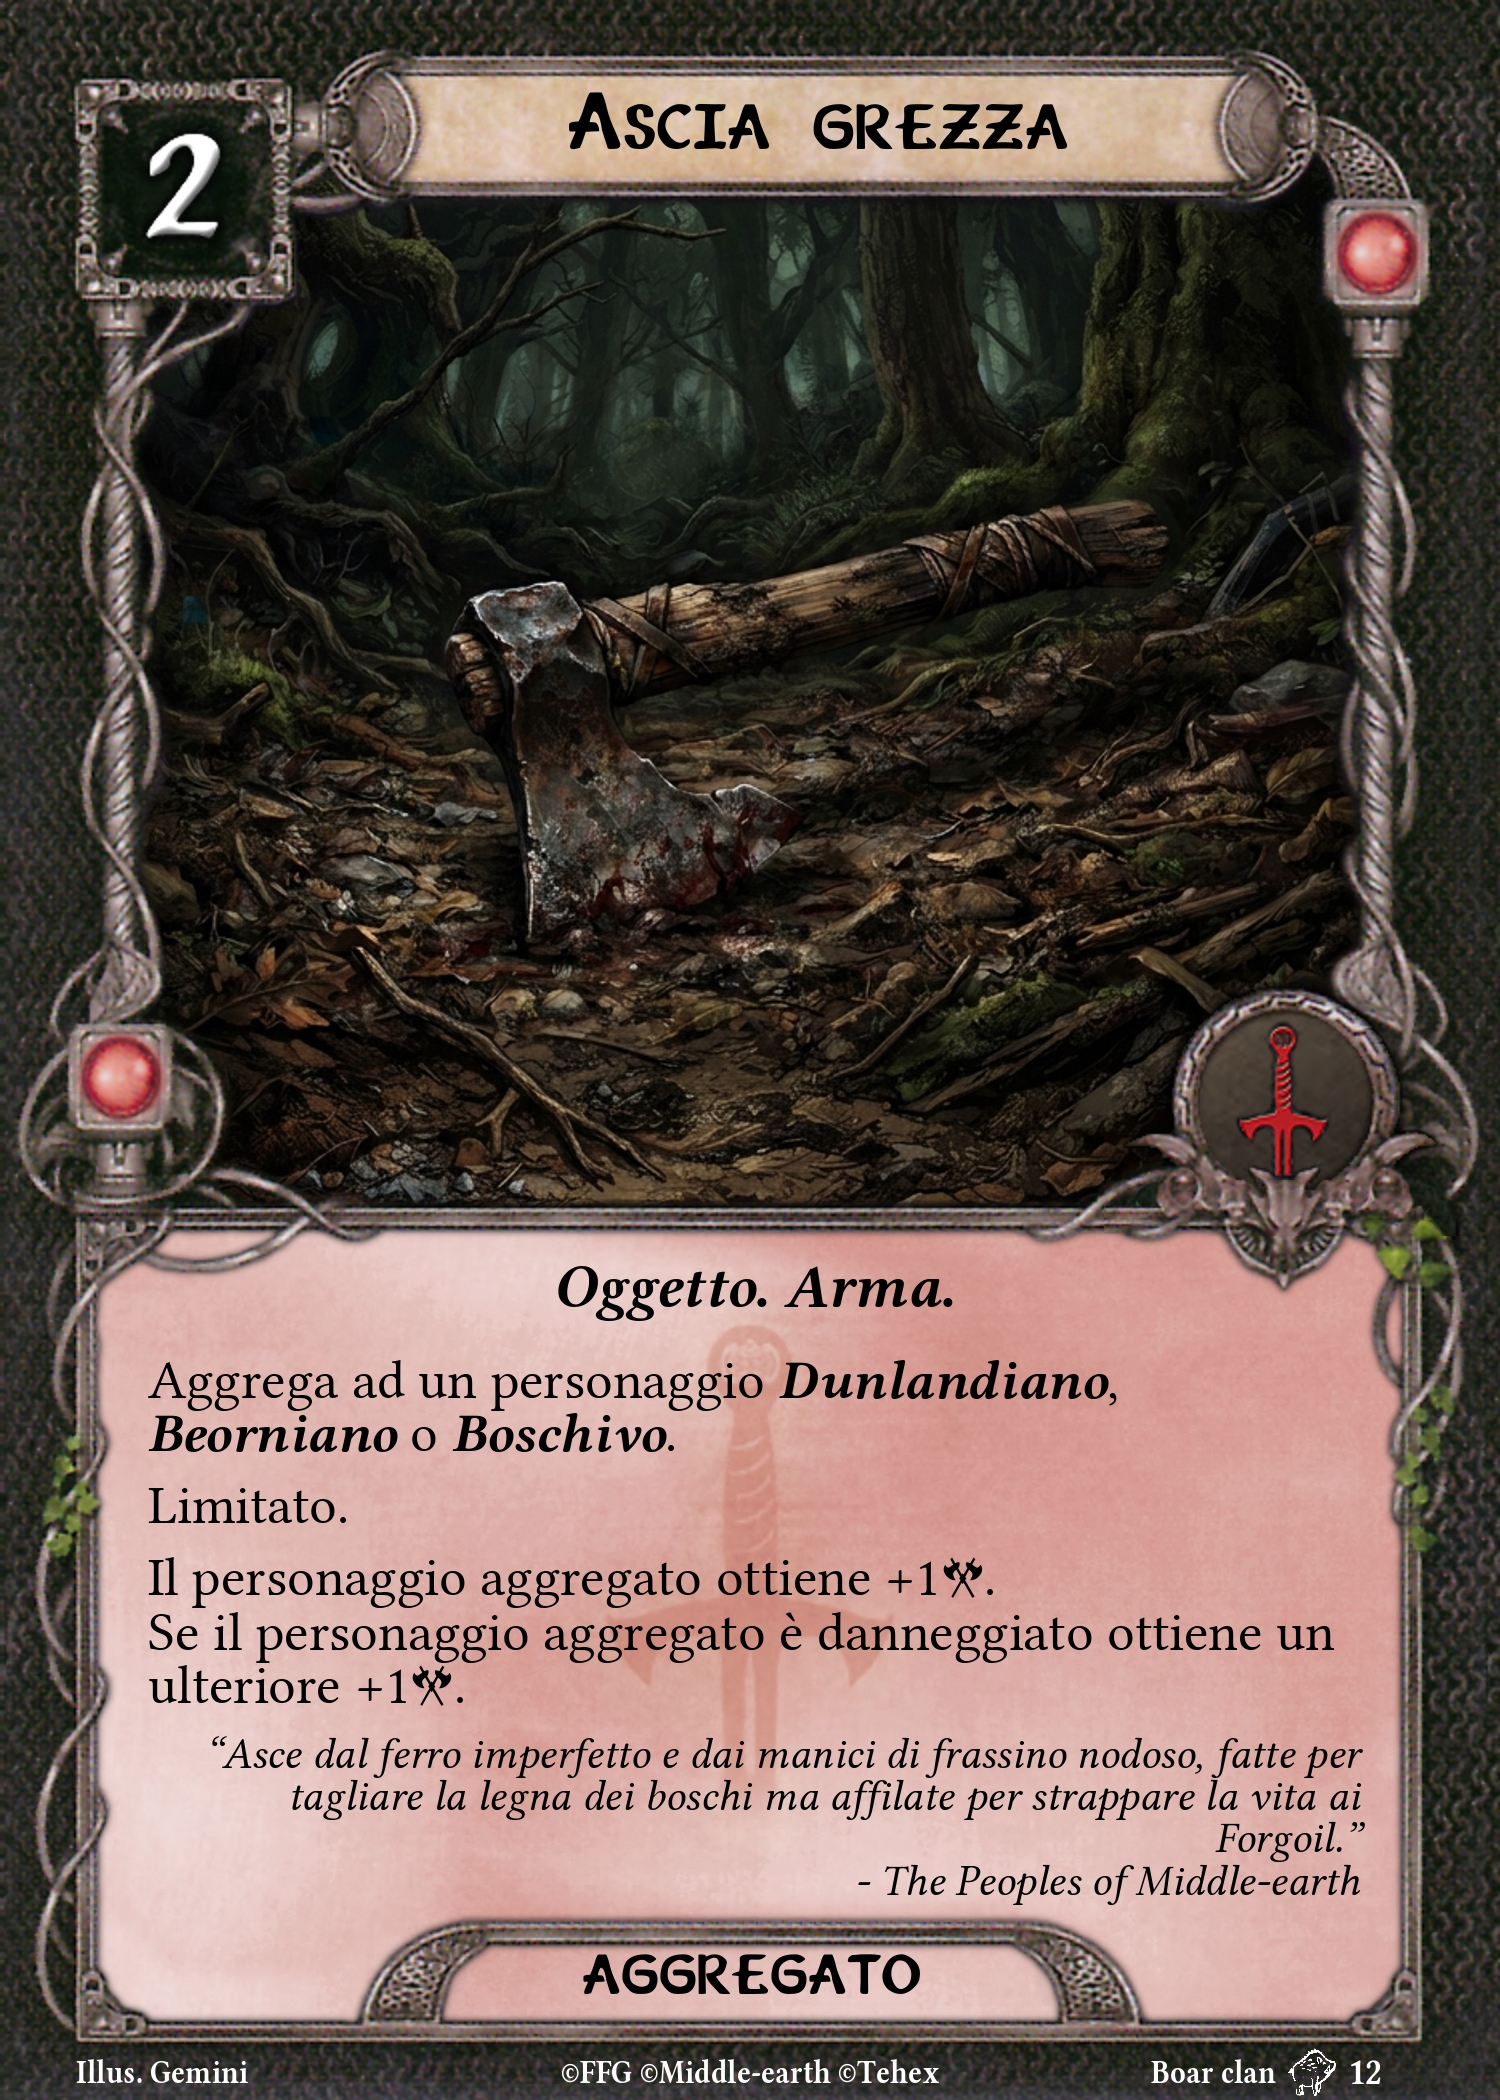 2
Ascia grezza
Oggetto. Arma.
Aggrega ad un personaggio Dunlandiano,
Beorniano o Boschivo.
Limitato.
Il personaggio aggregato ottiene +1.
Se il personaggio aggregato è danneggiato ottiene un
ulteriore +1.
“Asce dal ferro imperfetto e dai manici di frassino nodoso, fatte per
tagliare la legna dei boschi ma affilate per strappare la vita ai
Forgoil.”
- The Peoples of Middle-earth
AGGREGATO
Illus. Gemini ©FFG ©Middle-earth ©Tehex Boar clan 12